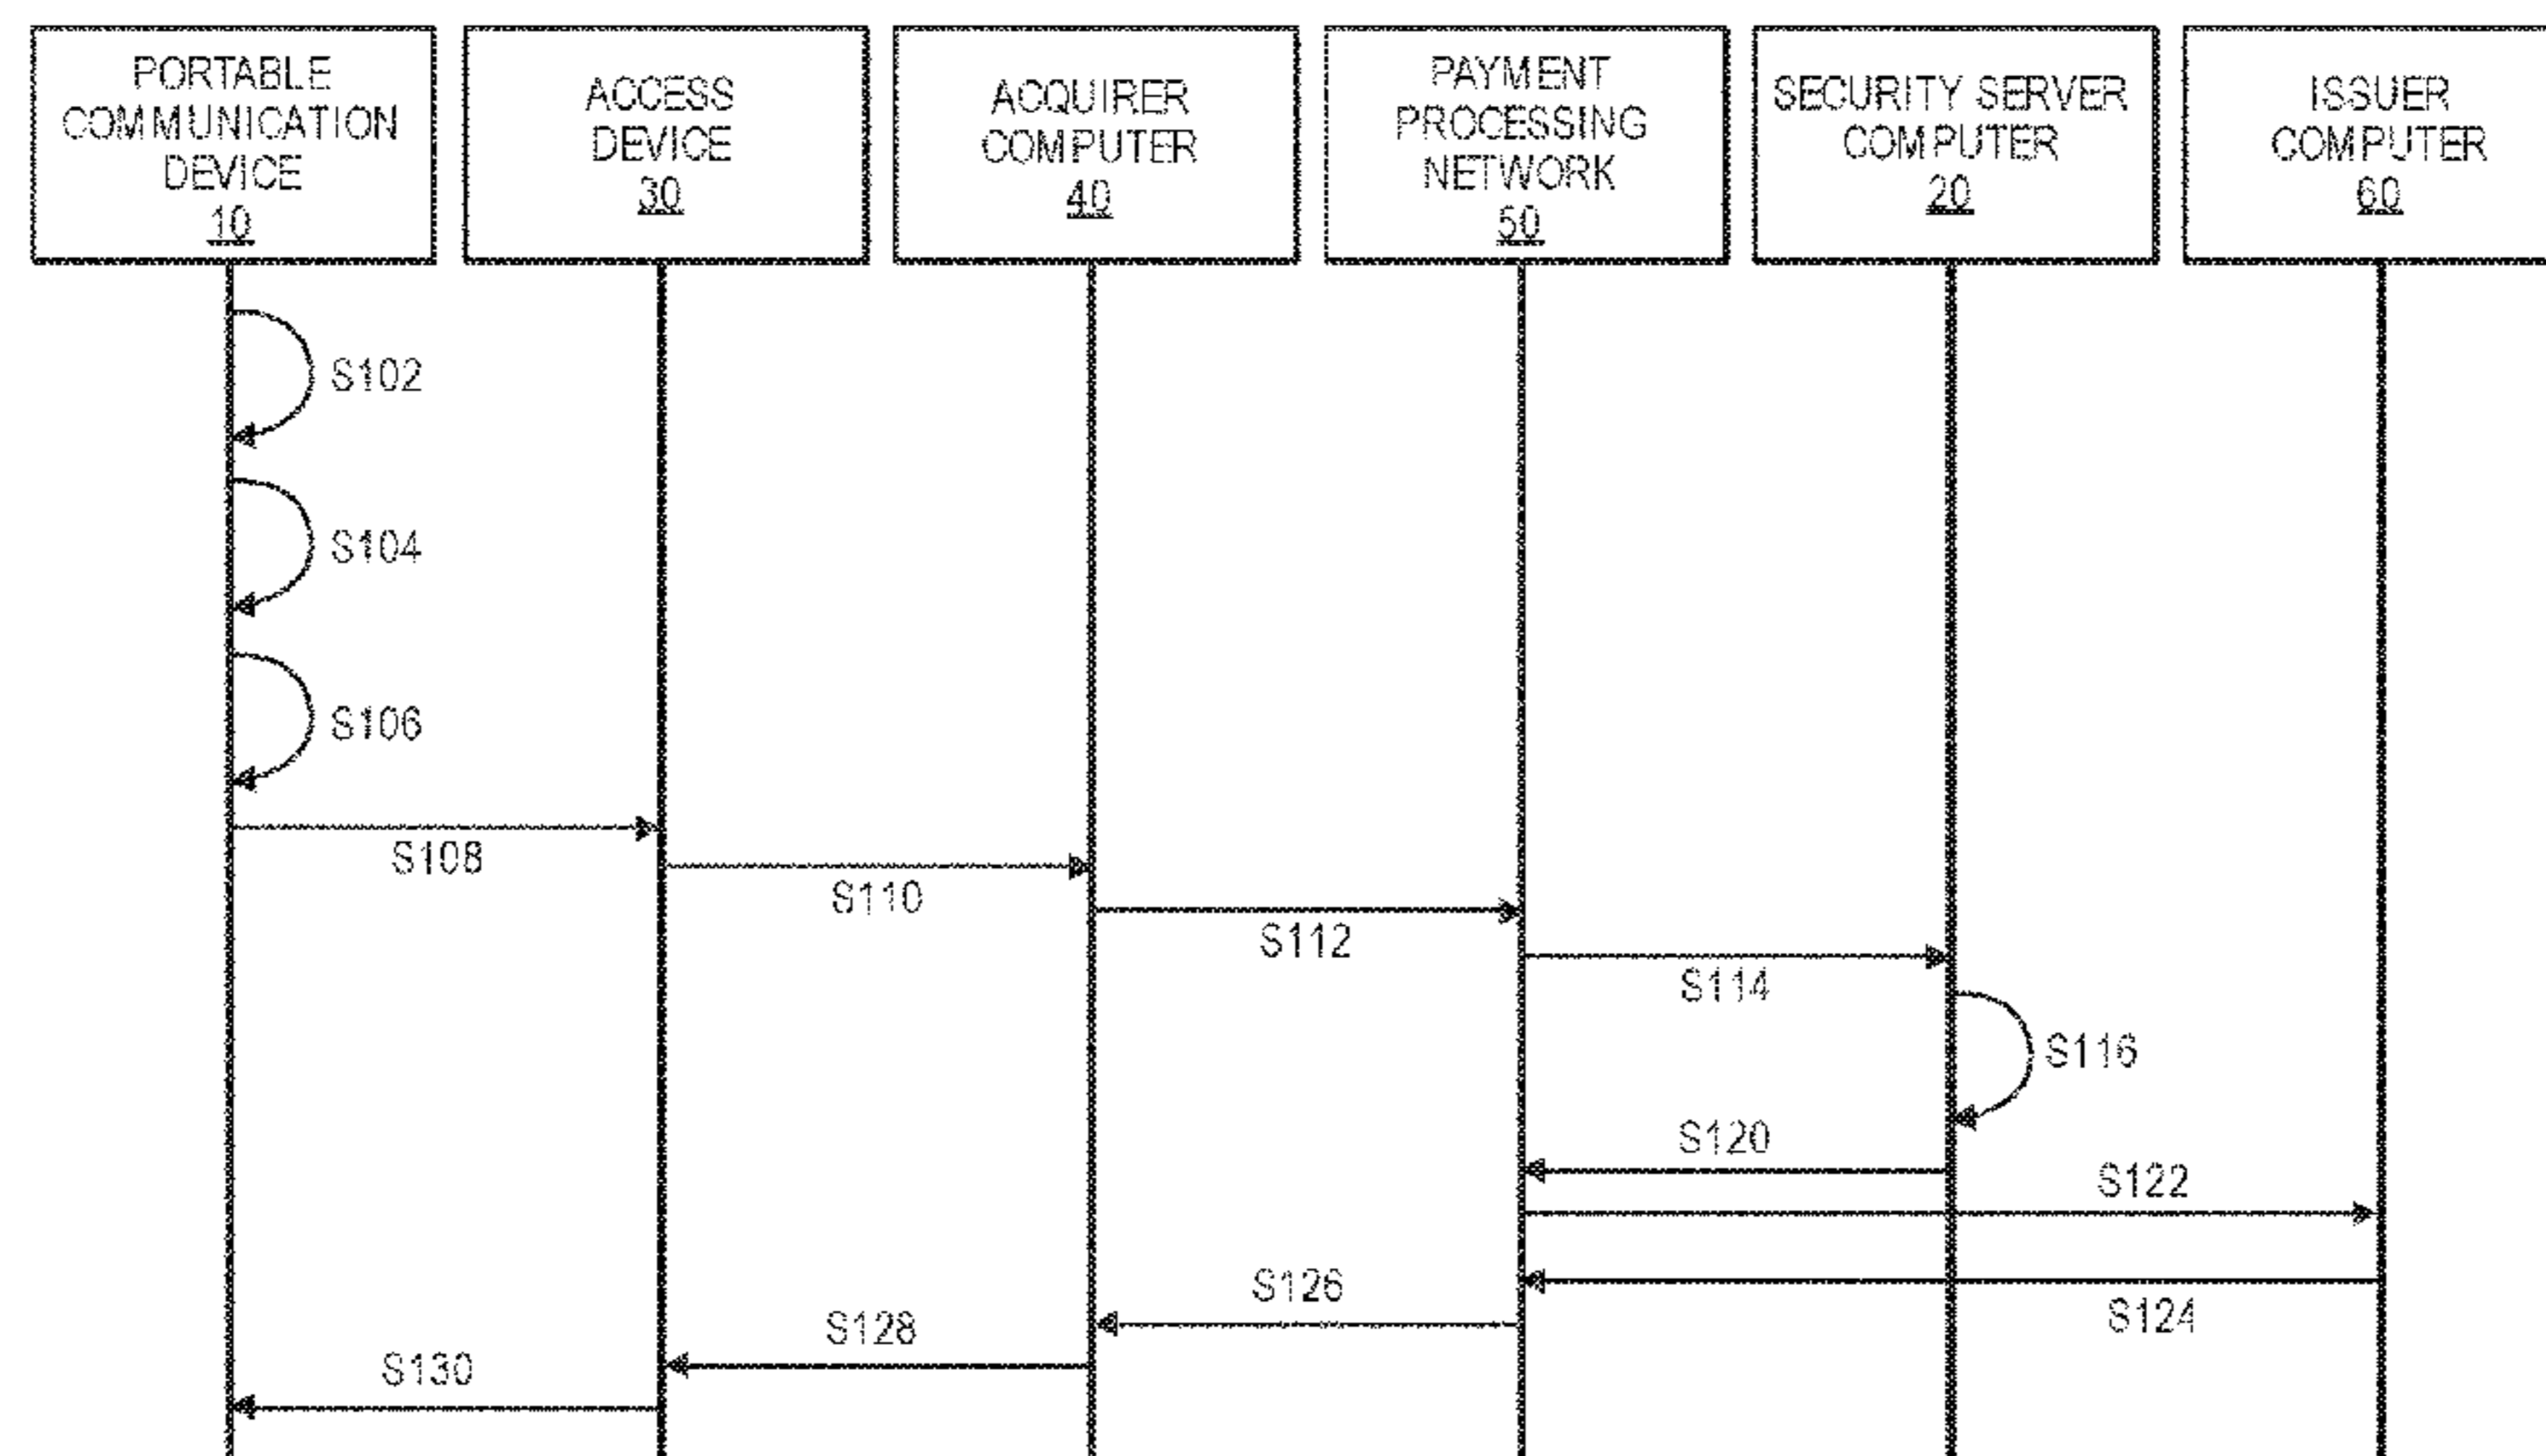 PORTABLE
COMMUNICATION
DEVICE
10
ACCESS
DEVICE
30
ACQUIRER
COMPUTER
40
PAYMENT
PROCESSING
NETWORK
50
SECURITY SERVER
COMPUTER
20
ISSUER
COMPUTER
60
S102
S104
S106
S108
S110
S112
S114
S116
S120
S122
S124
S126
S128
S130